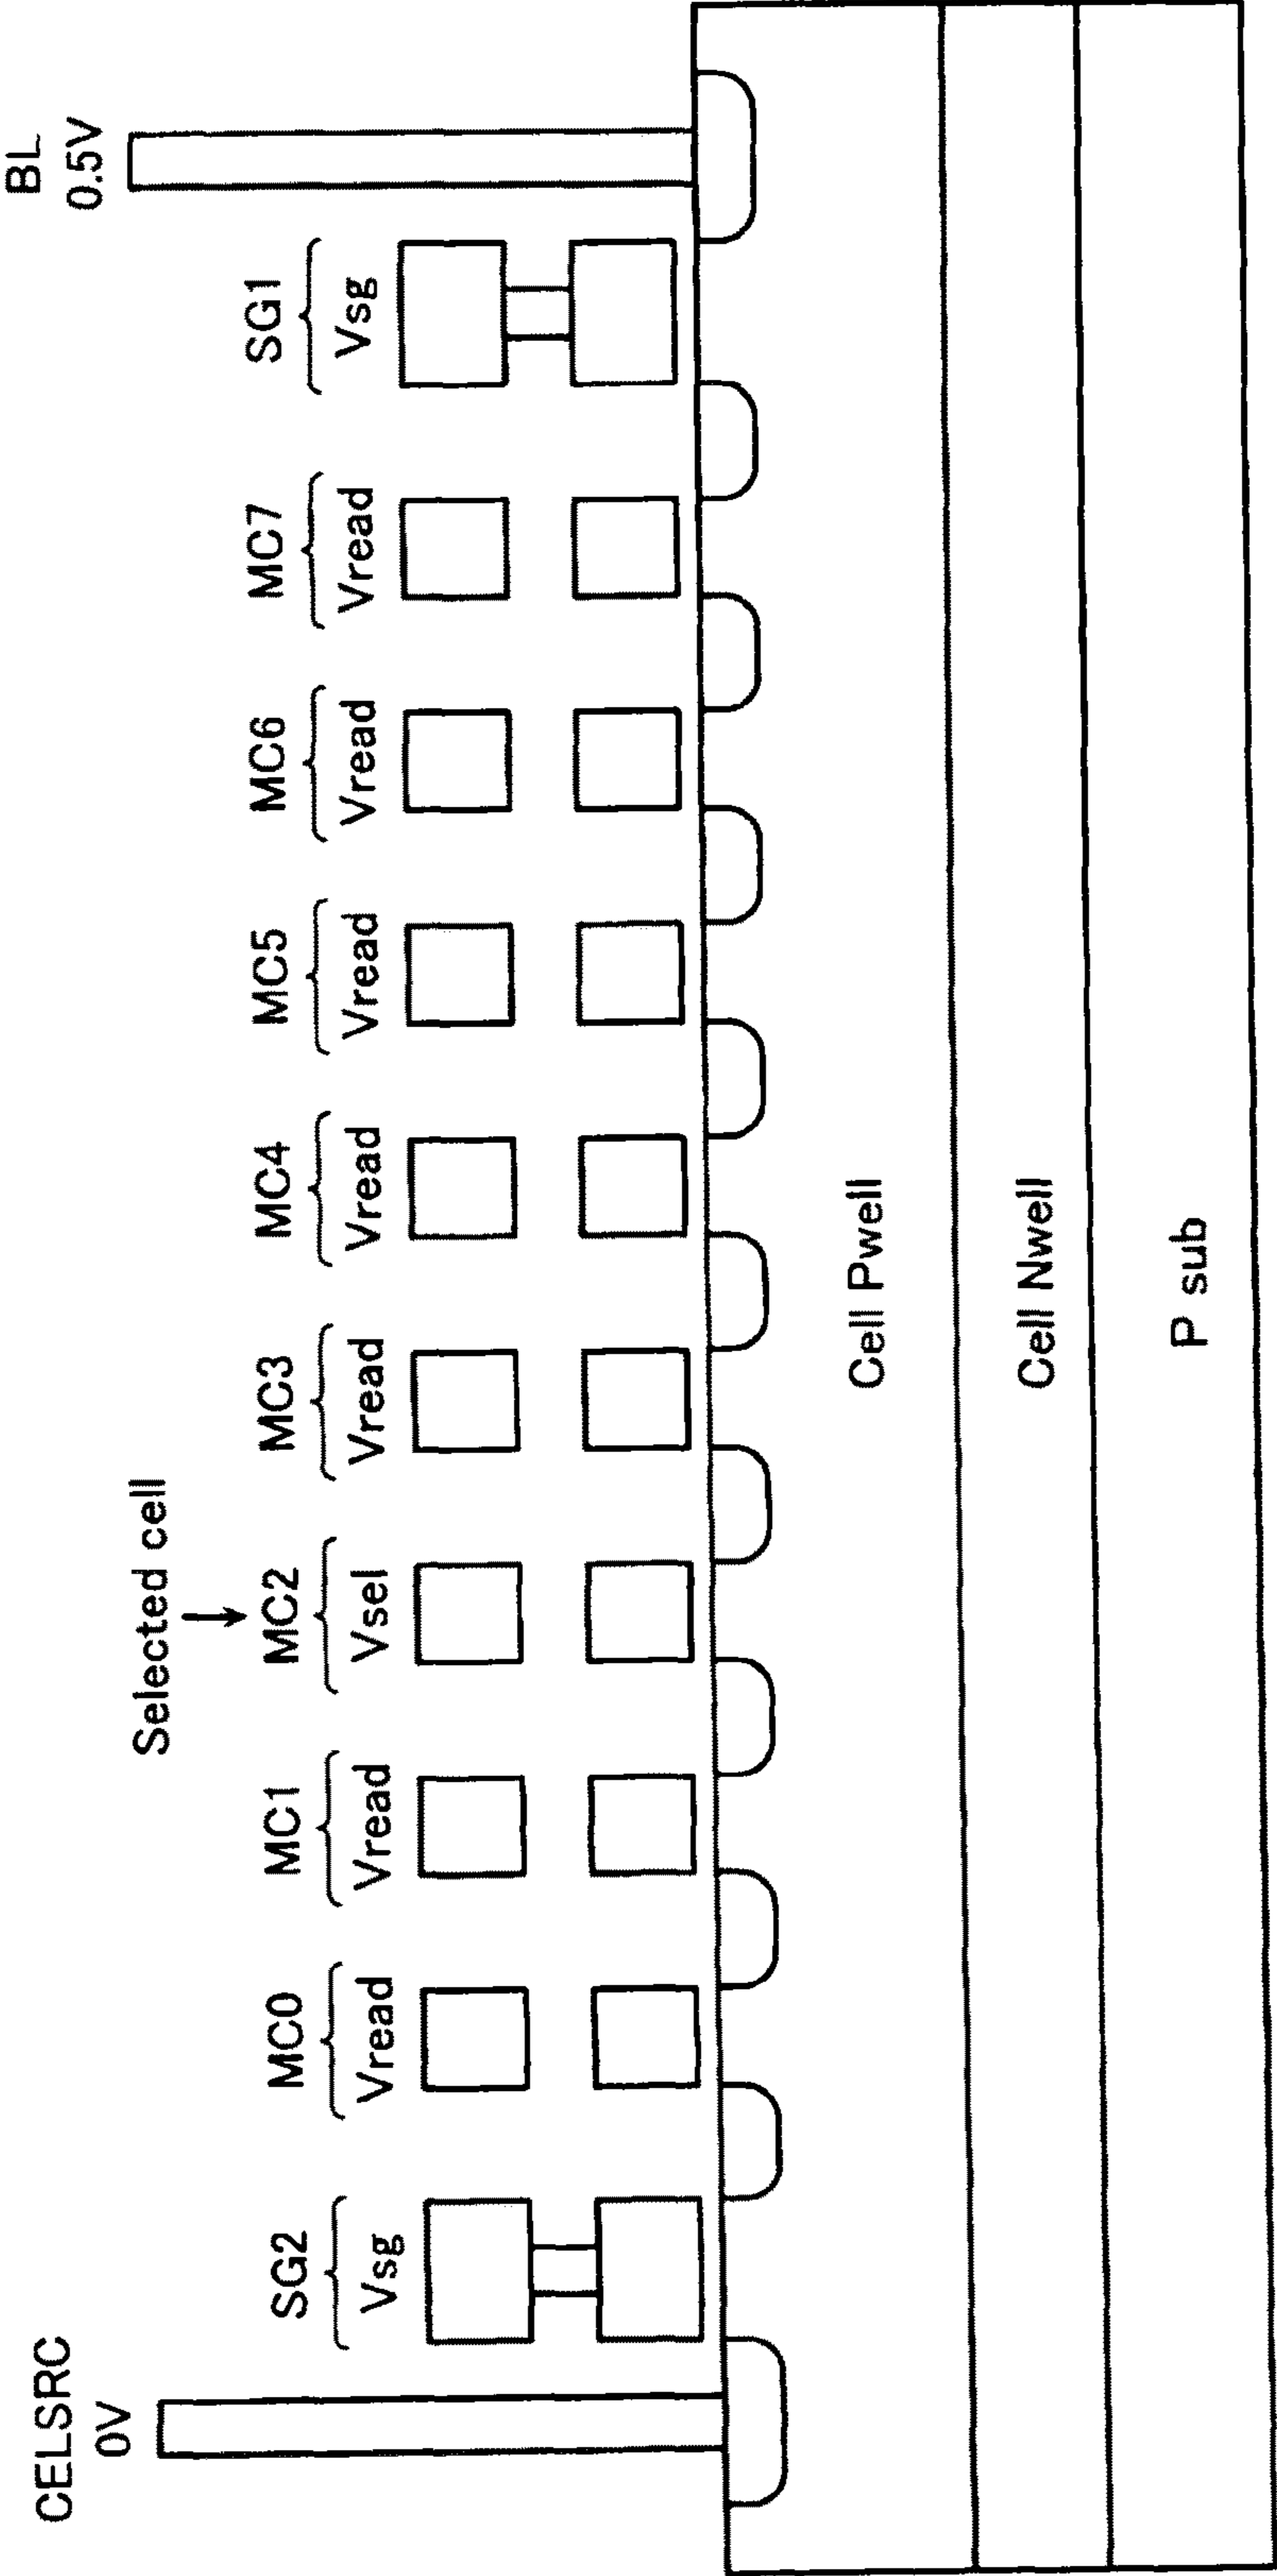 Selected cell
CELSRC
0V
SG2
Vsg
MC0
Vread
MC1
Vread
MC2
Vsel
MC3
Vread
MC4
Vread
MC5
Vread
MC6
Vread
MC7
Vread
SG1
Vsg
BL
0.5V
Cell Pwell
Cell Nwell
P sub